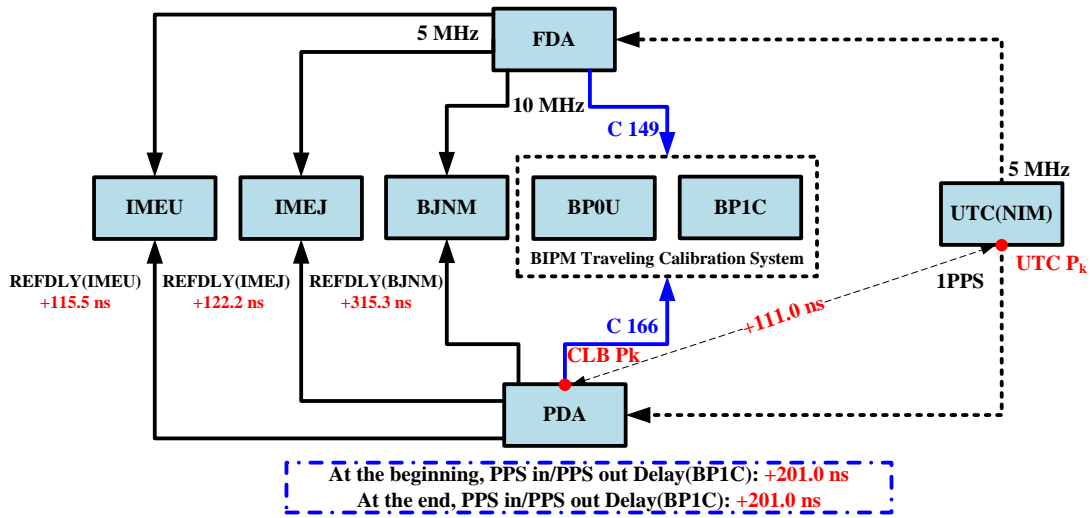 FDA
5 MHz
10 MHz
C 149
5 MHz
IMEU
IMEJ
BJNM
BP0U
BP1C
UTC(NIM)
BIPM Traveling Calibration System
UTC Pk
1PPS
REFDLY(IMEU)
+115.5 ns
REFDLY(IMEJ)
+122.2 ns
REFDLY(BJNM)
+315.3 ns
+111.0 ns
C 166
CLB Pk
PDA
At the beginning, PPS in/PPS out Delay(BP1C): +201.0 ns
At the end, PPS in/PPS out Delay(BP1C): +201.0 ns